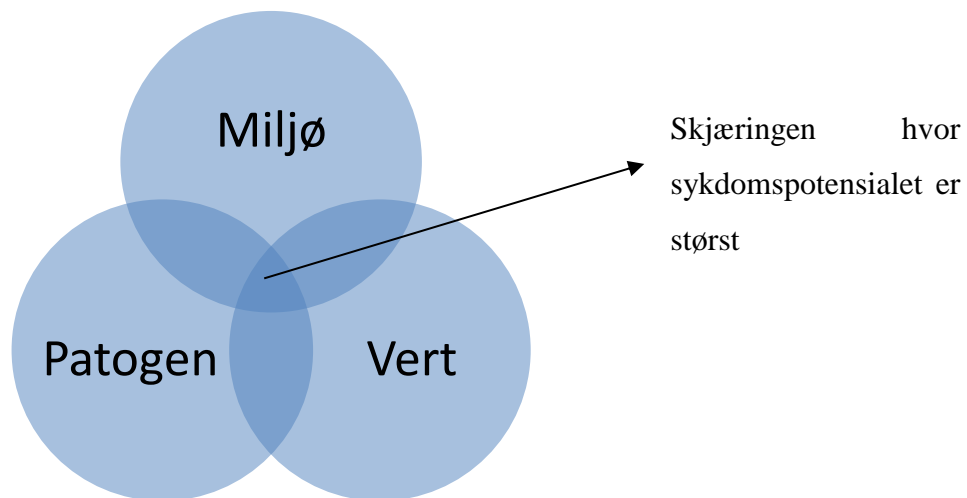 Miljø
Skjæringen hvor
sykdomspotensialet er
størst
Patogen
Vert